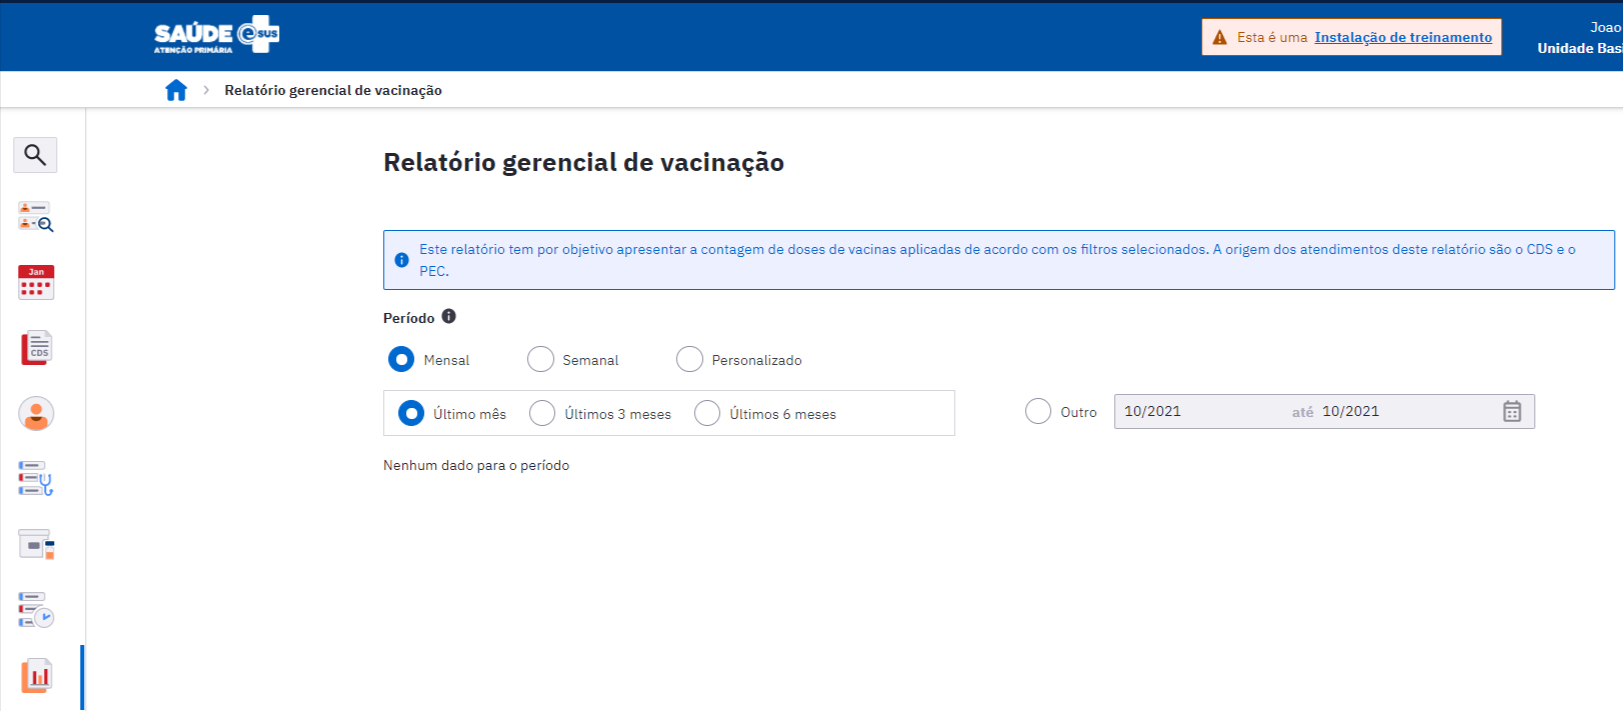 SAÚDE e SUS
ATENÇÃO PRIMÁRIA
Esta é uma Instalação de treinamento
Joao
Unidade Bas
Relatório gerencial de vacinação
Relatório gerencial de vacinação
Jan
Este relatório tem por objetivo apresentar a contagem de doses de vacinas aplicadas de acordo com os filtros selecionados. A origem dos atendimentos deste relatório são o CDS e o
PEC.
Período
CDS
Mensal Semanal Personalizado
Último mês Últimos 3 meses Últimos 6 meses Outro 10/2021 até 10/2021
Nenhum dado para o período